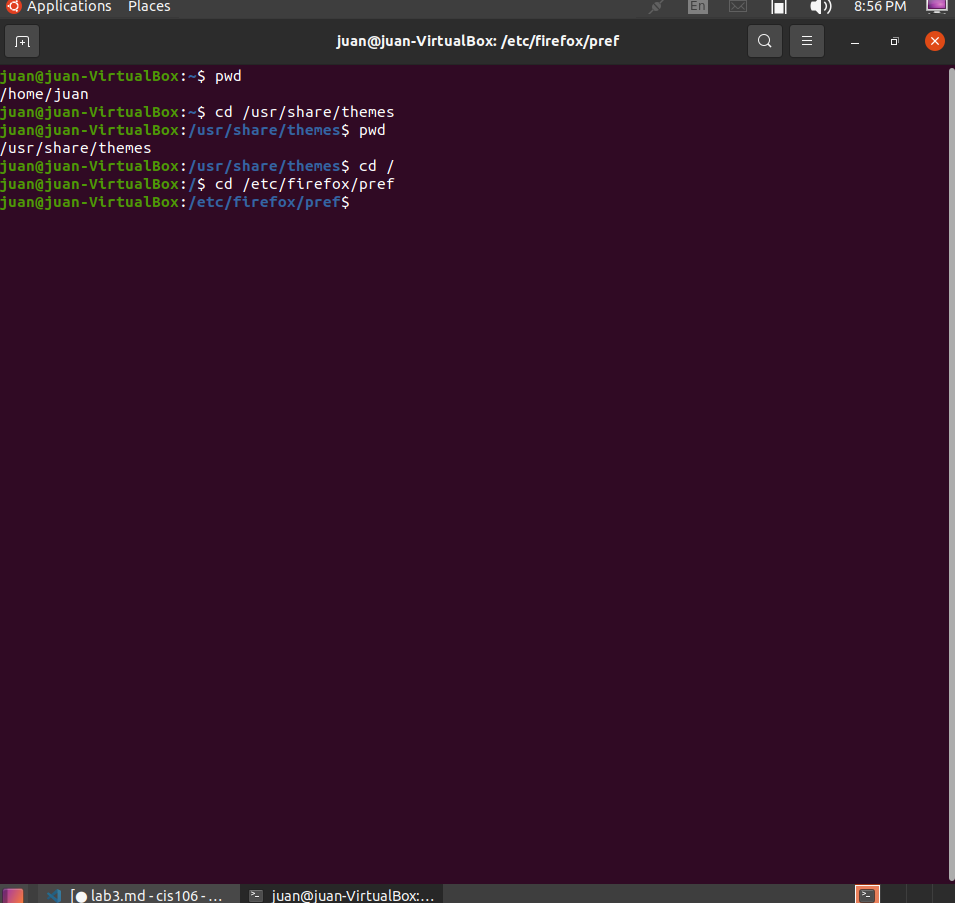 Applications Places En 8:56 PM
juan@juan-VirtualBox: /etc/firefox/pref
juan@juan-VirtualBox:~$ pwd
/home/juan
juan@juan-VirtualBox:~$ cd /usr/share/themes
juan@juan-VirtualBox:/usr/share/themes$ pwd
/usr/share/themes
juan@juan-VirtualBox:/usr/share/themes$ cd /
juan@juan-VirtualBox:/$ cd /etc/firefox/pref
juan@juan-VirtualBox:/etc/firefox/pref$
[● lab3.md - cis106 - ... juan@juan-VirtualBox:...